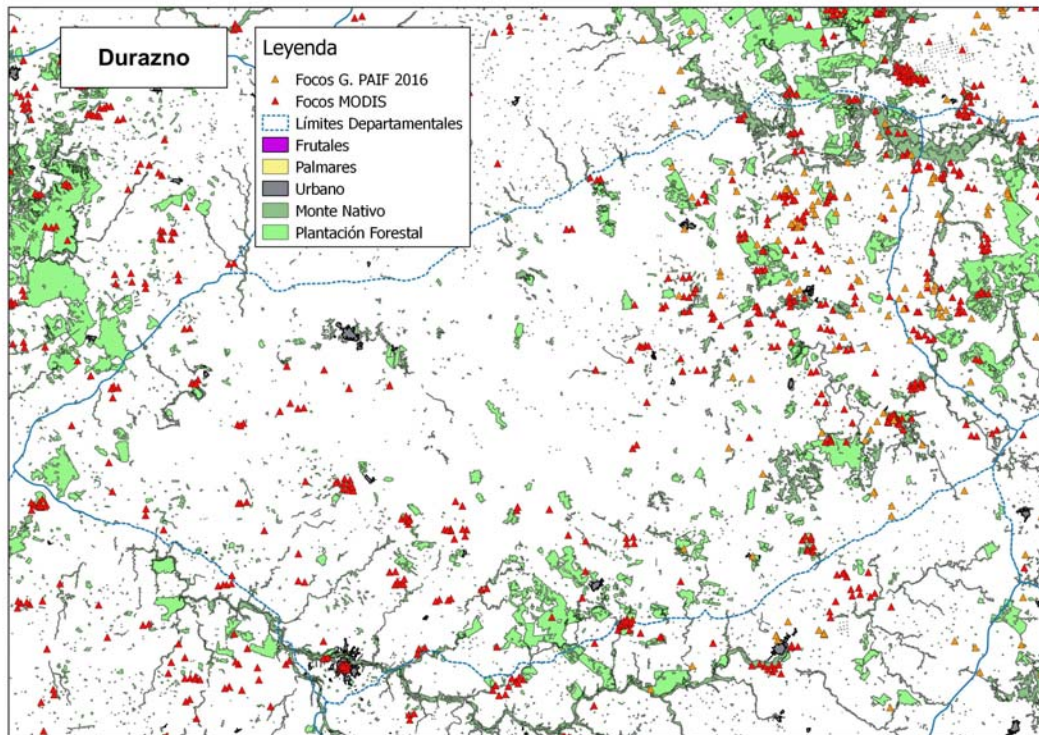 Durazno
Leyenda
Focos G. PAIF 2016
Focos MODIS
Límites Departamentales
Frutales
Palmares
Urbano
Monte Nativo
Plantación Forestal